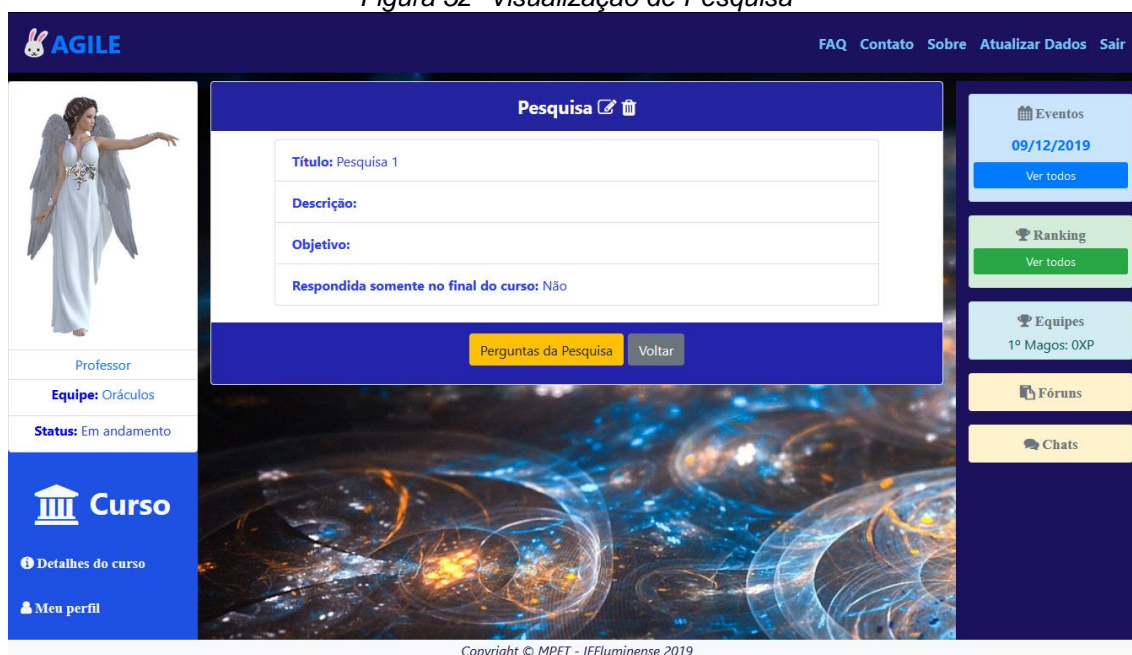 Figura 52 Visualização de Pesquisa
AGILE
FAQ Contato Sobre Atualizar Dados Sair
Pesquisa
Título: Pesquisa 1
Descrição:
Objetivo:
Respondida somente no final do curso: Não
Perguntas da Pesquisa Voltar
Professor
Equipe: Oráculos
Status: Em andamento
Curso
Detalhes do curso
Meu perfil
Eventos
09/12/2019
Ver todos
Ranking
Ver todos
Equipes
1º Magos: 0XP
Fóruns
Chats
Copyright © MPET - IFFluminense 2019